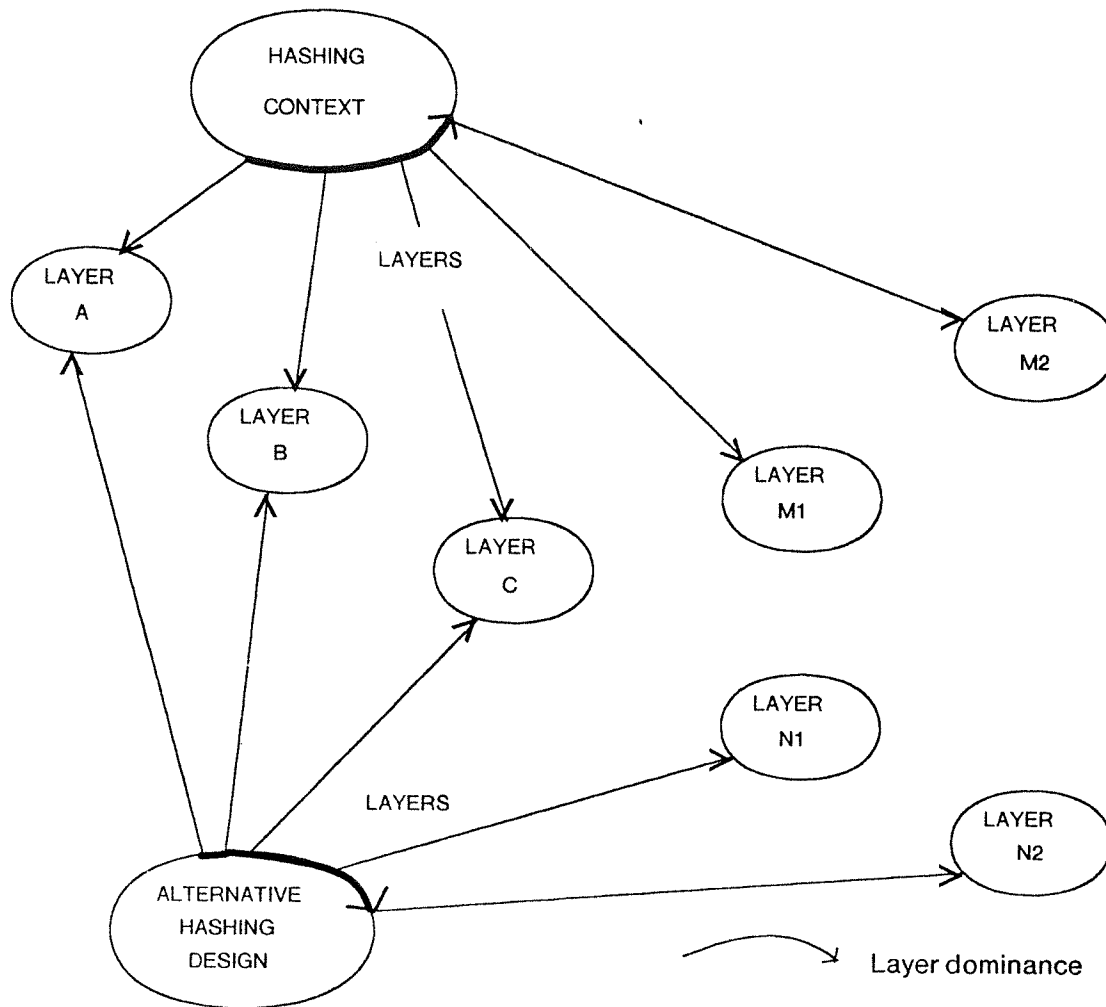 HASHING
CONTEXT
LAYERS
LAYER
A
LAYER
M2
LAYER
B
LAYER
M1
LAYER
C
LAYER
N1
LAYERS
LAYER
N2
ALTERNATIVE
HASHING
DESIGN
Layer dominance